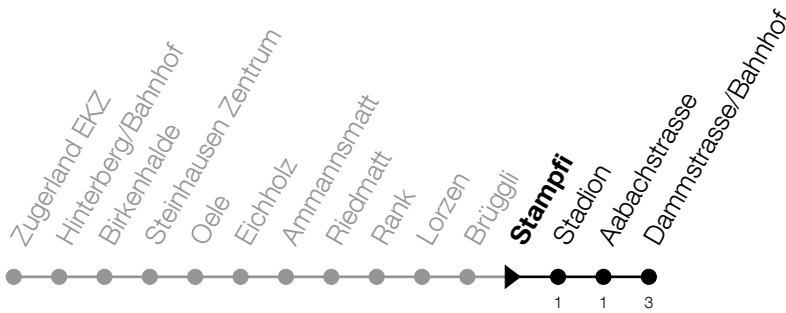 Zugerland EKZ
Hinterberg/Bahnhof
Birkenhalde
Steinhausen Zentrum
Oele
Eichholz
Ammannsmatt
Riedmatt
Rank
Lorzen
Brüggli
Stampfi
Stadion
Aabachstrasse
Dammstrasse/Bahnhof
1 1 3